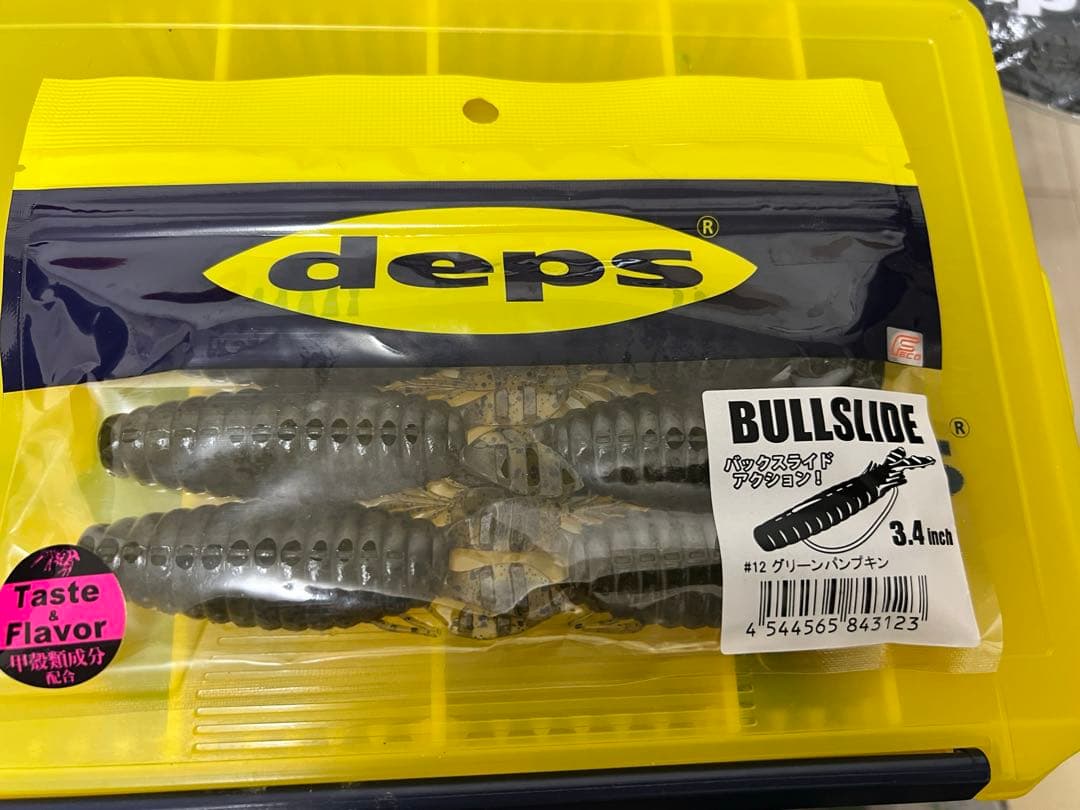 deps®
Feco
BULLSLIDE
®
バックスライド
アクション!
3.4 inch
#12 グリーンパンプキン
4 544565 843123
Taste
&
Flavor
甲殻類成分
配合